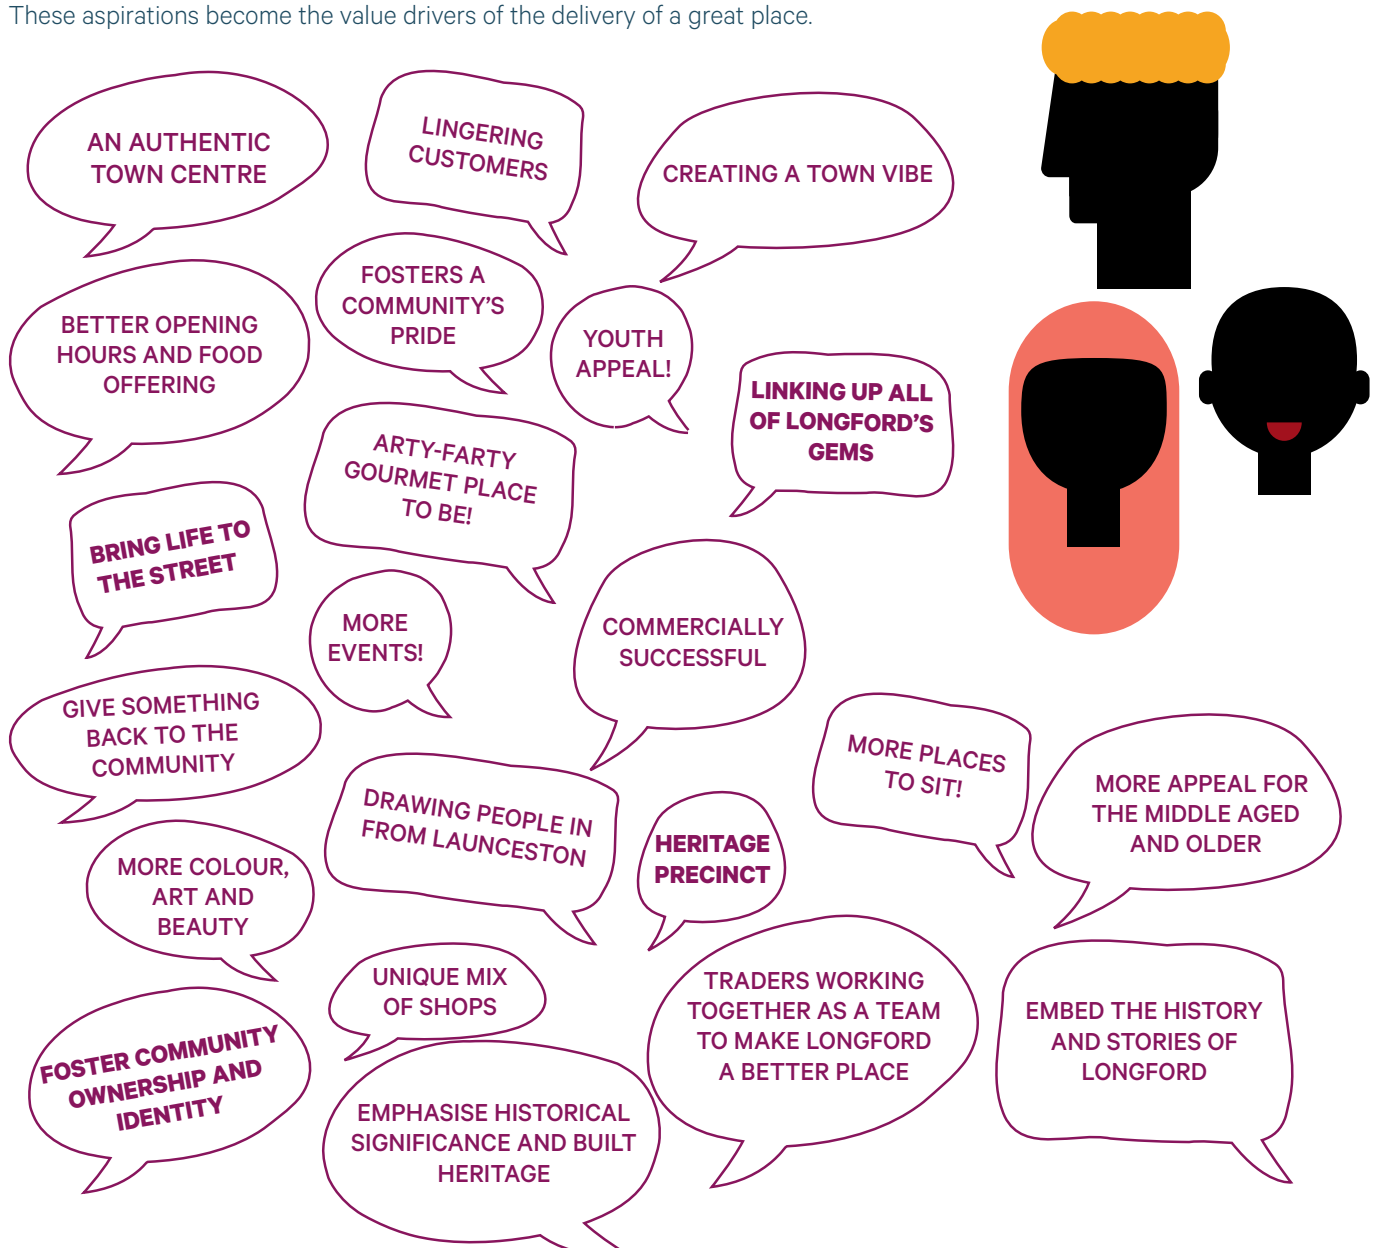 These aspirations become the value drivers of the delivery of a great place.
AN AUTHENTIC
TOWN CENTRE
LINGERING
CUSTOMERS
CREATING A TOWN VIBE
BETTER OPENING
HOURS AND FOOD
OFFERING
FOSTERS A
COMMUNITY’S
PRIDE
YOUTH
APPEAL!
LINKING UP ALL
OF LONGFORD’S
GEMS
ARTY-FARTY
GOURMET PLACE
TO BE!
BRING LIFE TO
THE STREET
MORE
EVENTS!
COMMERCIALLY
SUCCESSFUL
GIVE SOMETHING
BACK TO THE
COMMUNITY
DRAWING PEOPLE IN
FROM LAUNCESTON
HERITAGE
PRECINCT
MORE PLACES
TO SIT!
MORE APPEAL FOR
THE MIDDLE AGED
AND OLDER
MORE COLOUR,
ART AND
BEAUTY
UNIQUE MIX
OF SHOPS
TRADERS WORKING
TOGETHER AS A TEAM
TO MAKE LONGFORD
A BETTER PLACE
EMBED THE HISTORY
AND STORIES OF
LONGFORD
FOSTER COMMUNITY
OWNERSHIP AND
IDENTITY
EMPHASISE HISTORICAL
SIGNIFICANCE AND BUILT
HERITAGE